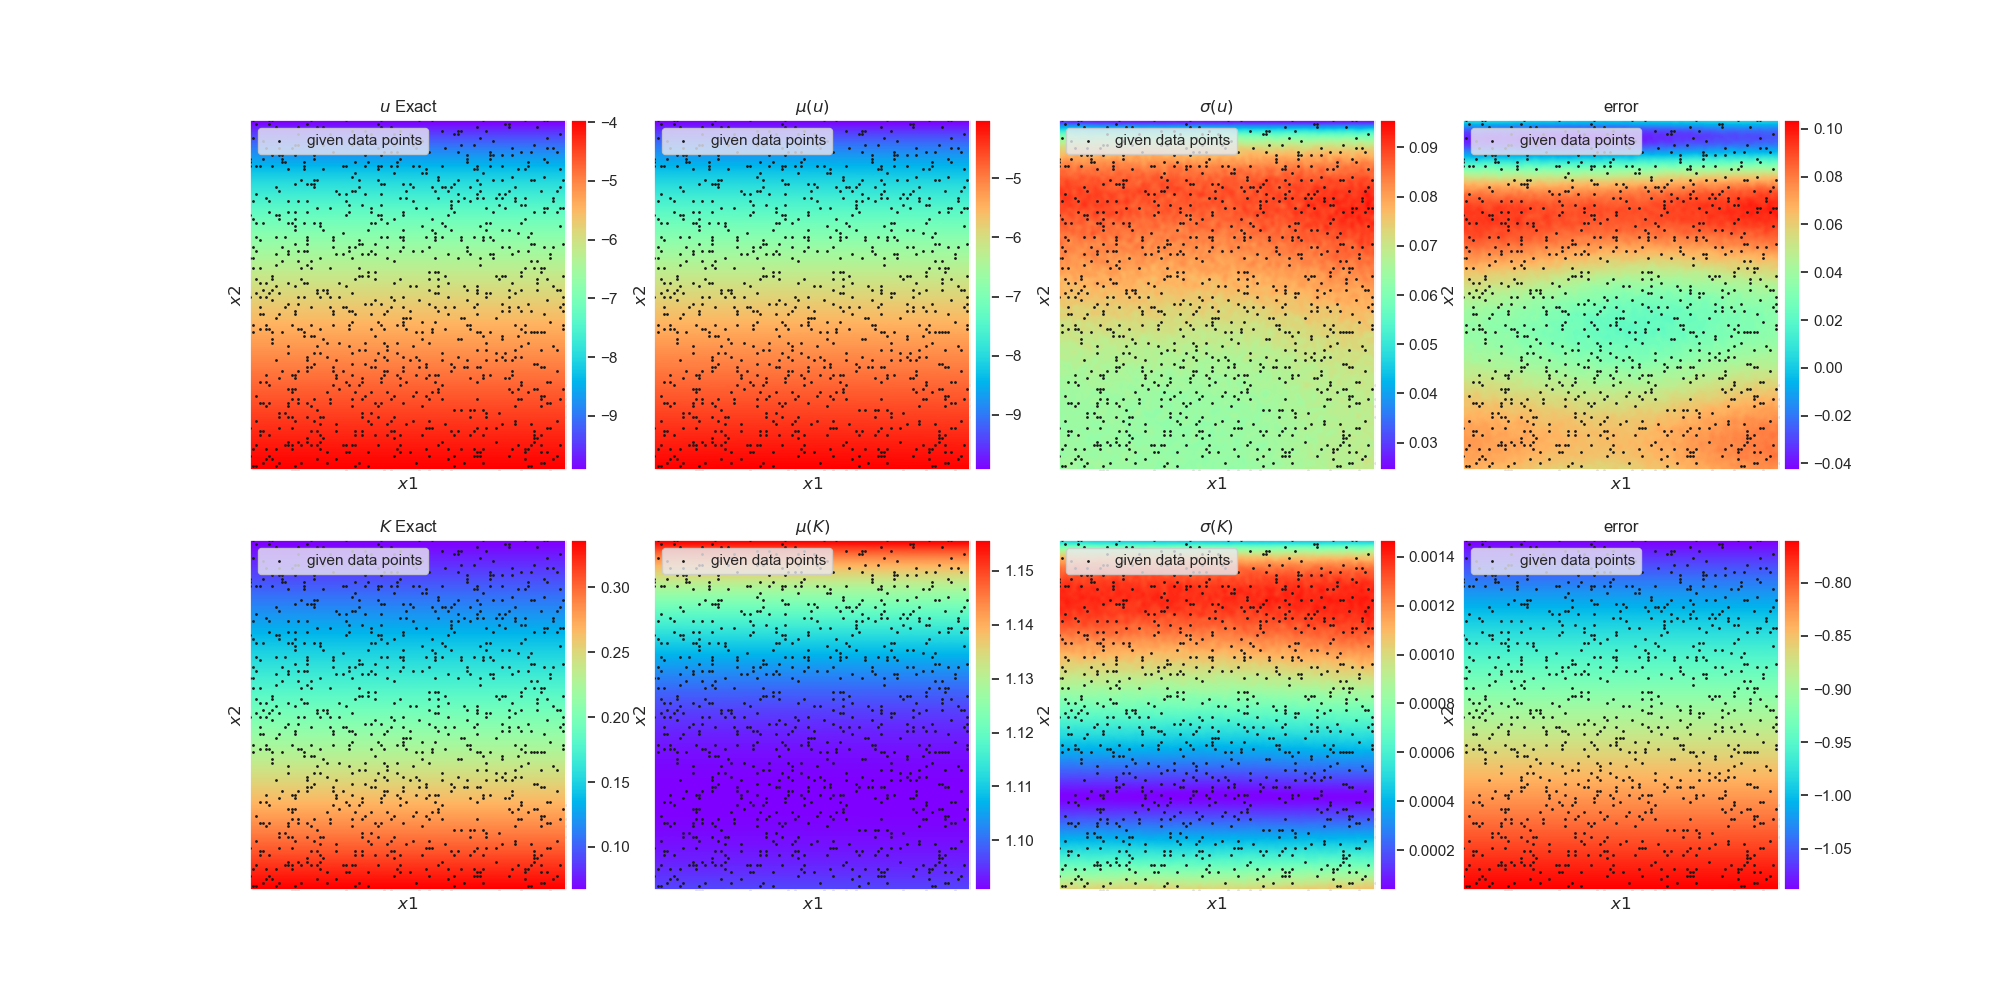 u Exact
given data points
−4
−5
−6
−7
−8
−9
x2
x1
μ(u)
given data points
−5
−6
−7
−8
−9
x2
x1
σ(u)
given data points
0.09
0.08
0.07
0.06
0.05
0.04
0.03
x2
x1
error
given data points
0.10
0.08
0.06
0.04
0.02
0.00
−0.02
−0.04
x2
x1
K Exact
given data points
0.30
0.25
0.20
0.15
0.10
x2
x1
μ(K)
given data points
1.15
1.14
1.13
1.12
1.11
1.10
x2
x1
σ(K)
given data points
0.0014
0.0012
0.0010
0.0008
0.0006
0.0004
0.0002
x2
x1
error
given data points
−0.80
−0.85
−0.90
−0.95
−1.00
−1.05
x2
x1